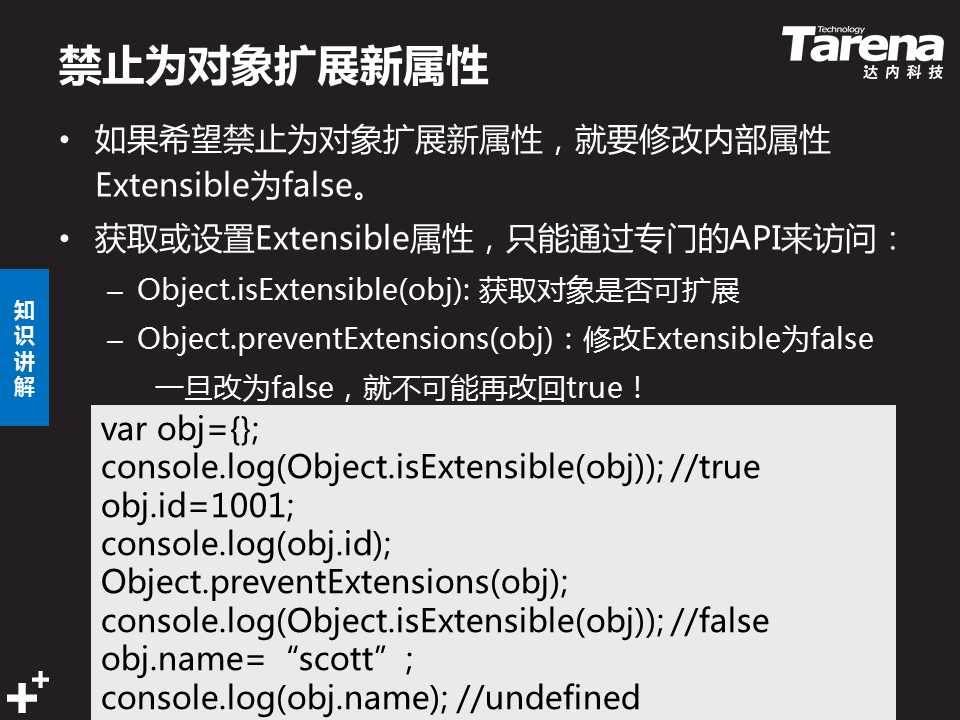 禁止为对象扩展新属性
Technology
Tarena
达内科技
• 如果希望禁止为对象扩展新属性，就要修改内部属性
Extensible为false。
• 获取或设置Extensible属性，只能通过专门的API来访问：
– Object.isExtensible(obj): 获取对象是否可扩展
– Object.preventExtensions(obj)：修改Extensible为false
一旦改为false，就不可能再改回true！
知识讲解
var obj={};
console.log(Object.isExtensible(obj)); //true
obj.id=1001;
console.log(obj.id);
Object.preventExtensions(obj);
console.log(Object.isExtensible(obj)); //false
obj.name=“scott”;
console.log(obj.name); //undefined